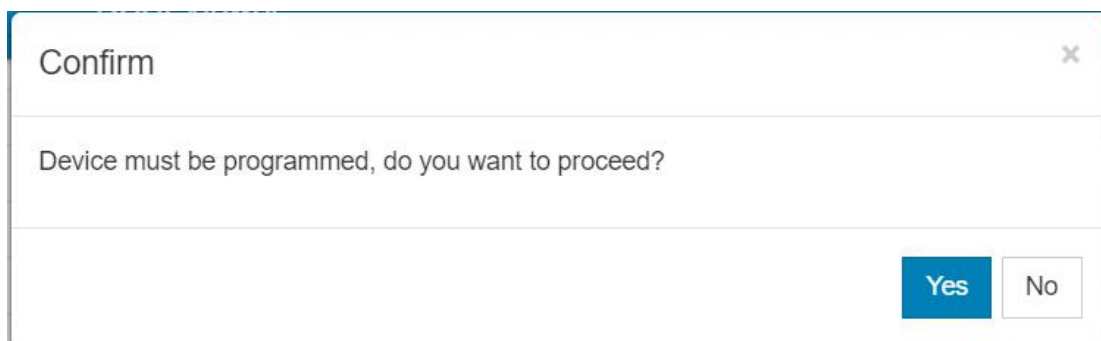 Confirm
×
Device must be programmed, do you want to proceed?
Yes No